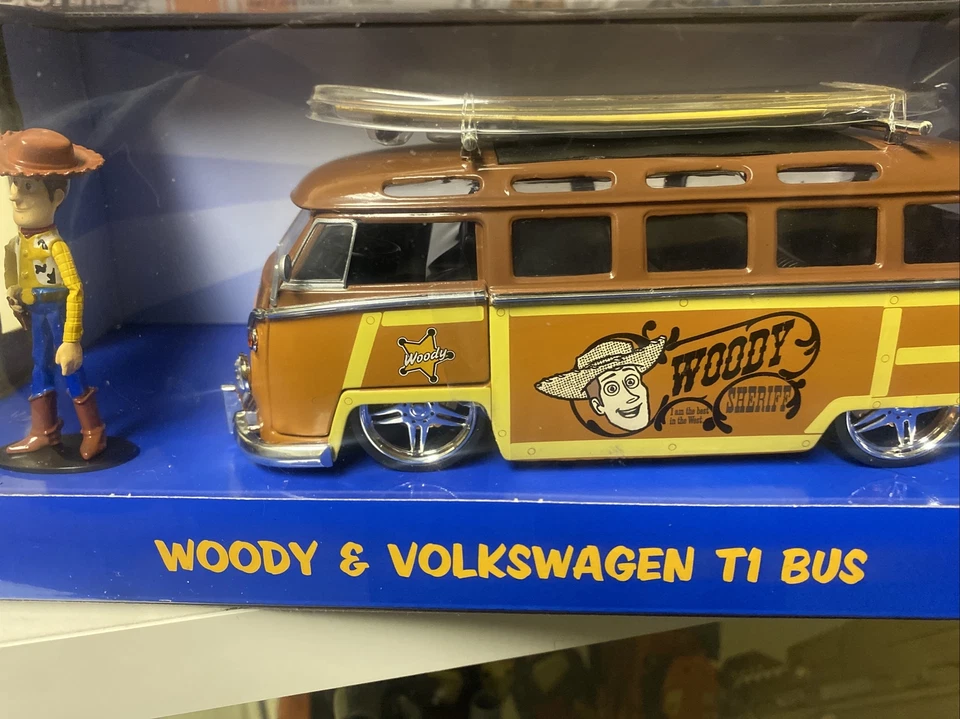 Woody
WOODY
SHERIFF
I am the best
in the West
WOODY & VOLKSWAGEN T1 BUS